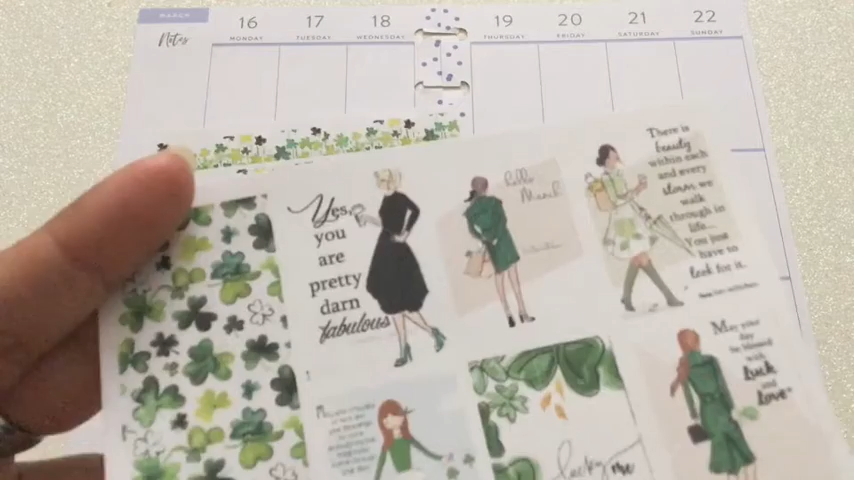 MARCH
16
17
18
19
20
21
22
Notes
MONDAY
TUESDAY
WEDNESDAY
THURSDAY
FRIDAY
SATURDAY
SUNDAY
Yes,
you
are
pretty
darn
fabulous
hello
March
There is
beauty
within each
and every
storm we
walk
through in
life...
You just
have to
look for it.
May your
day
be blessed
with
Luck
and
Love
lucky
me